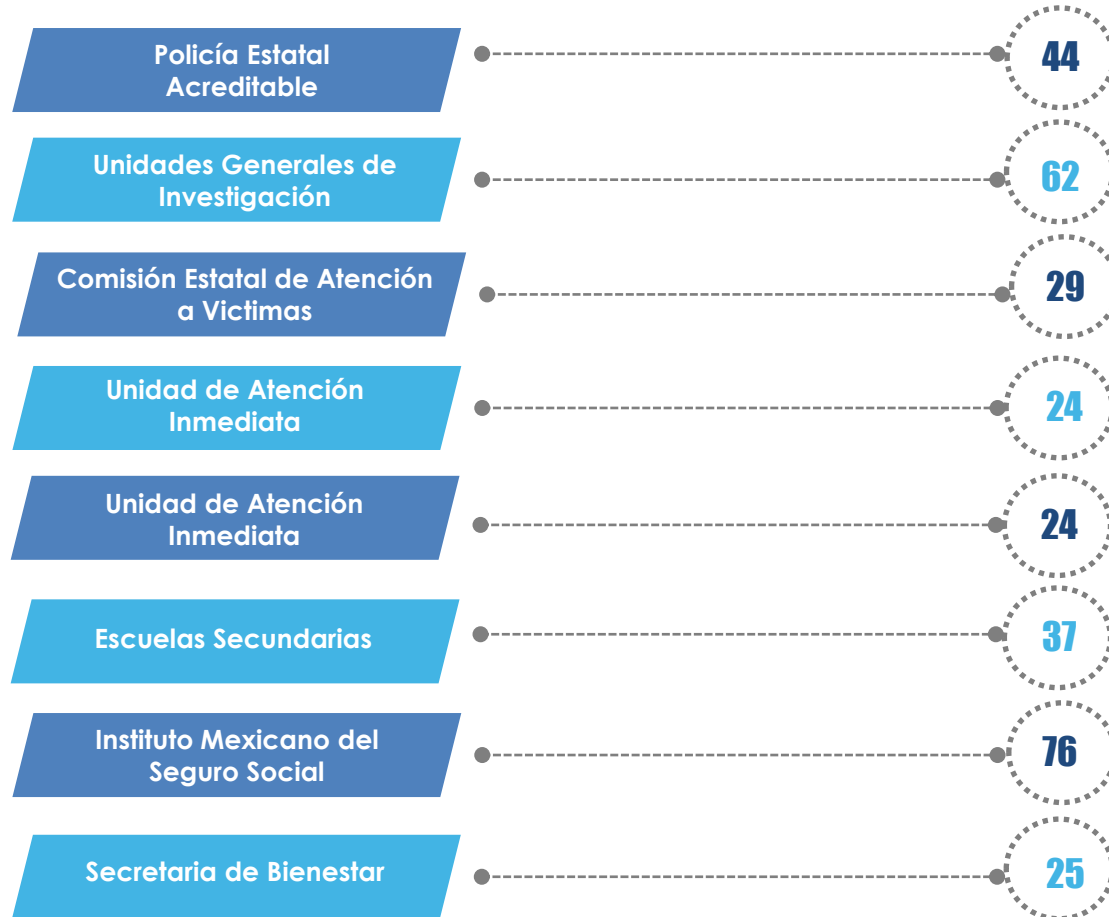 Policía Estatal
Acreditable
44
Unidades Generales de
Investigación
62
Comisión Estatal de Atención
a Victimas
29
Unidad de Atención
Inmediata
24
Unidad de Atención
Inmediata
24
Escuelas Secundarias
37
Instituto Mexicano del
Seguro Social
76
Secretaria de Bienestar
25